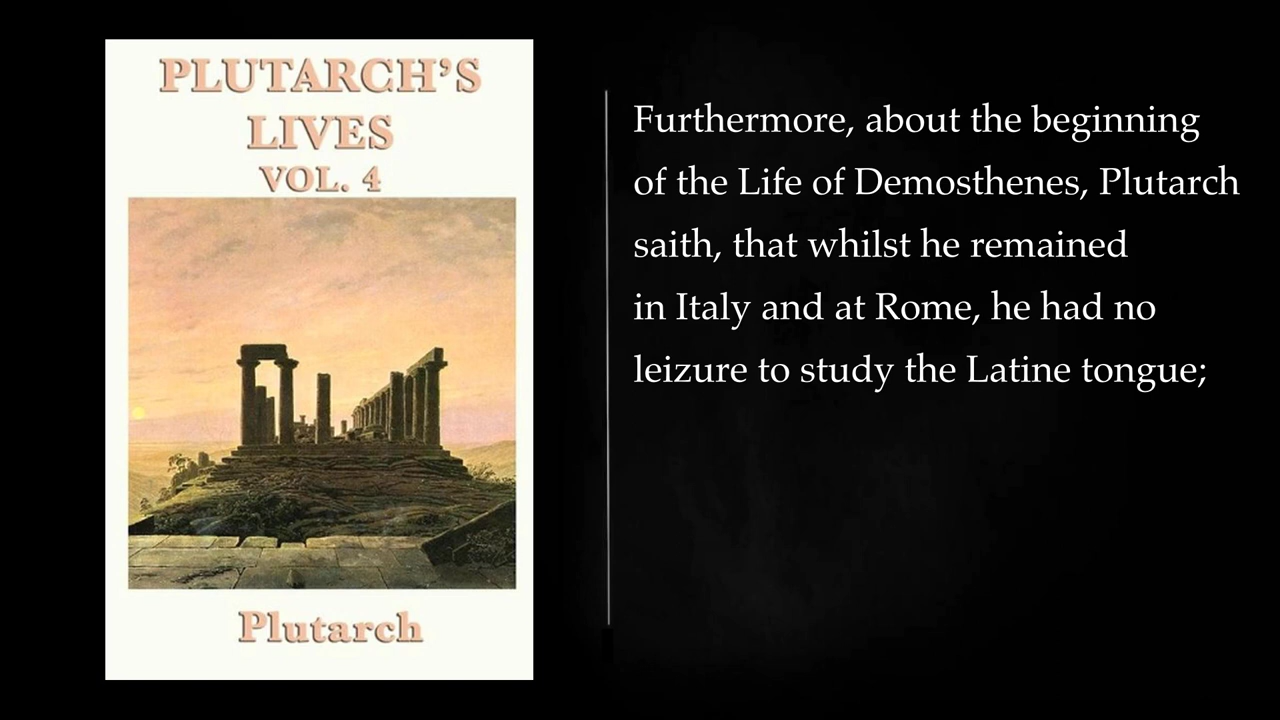 PLUTARCH'S
LIVES
VOL. 4
Plutarch
Furthermore, about the beginning
of the Life of Demosthenes, Plutarch
saith, that whilst he remained
in Italy and at Rome, he had no
leizure to study the Latine tongue;